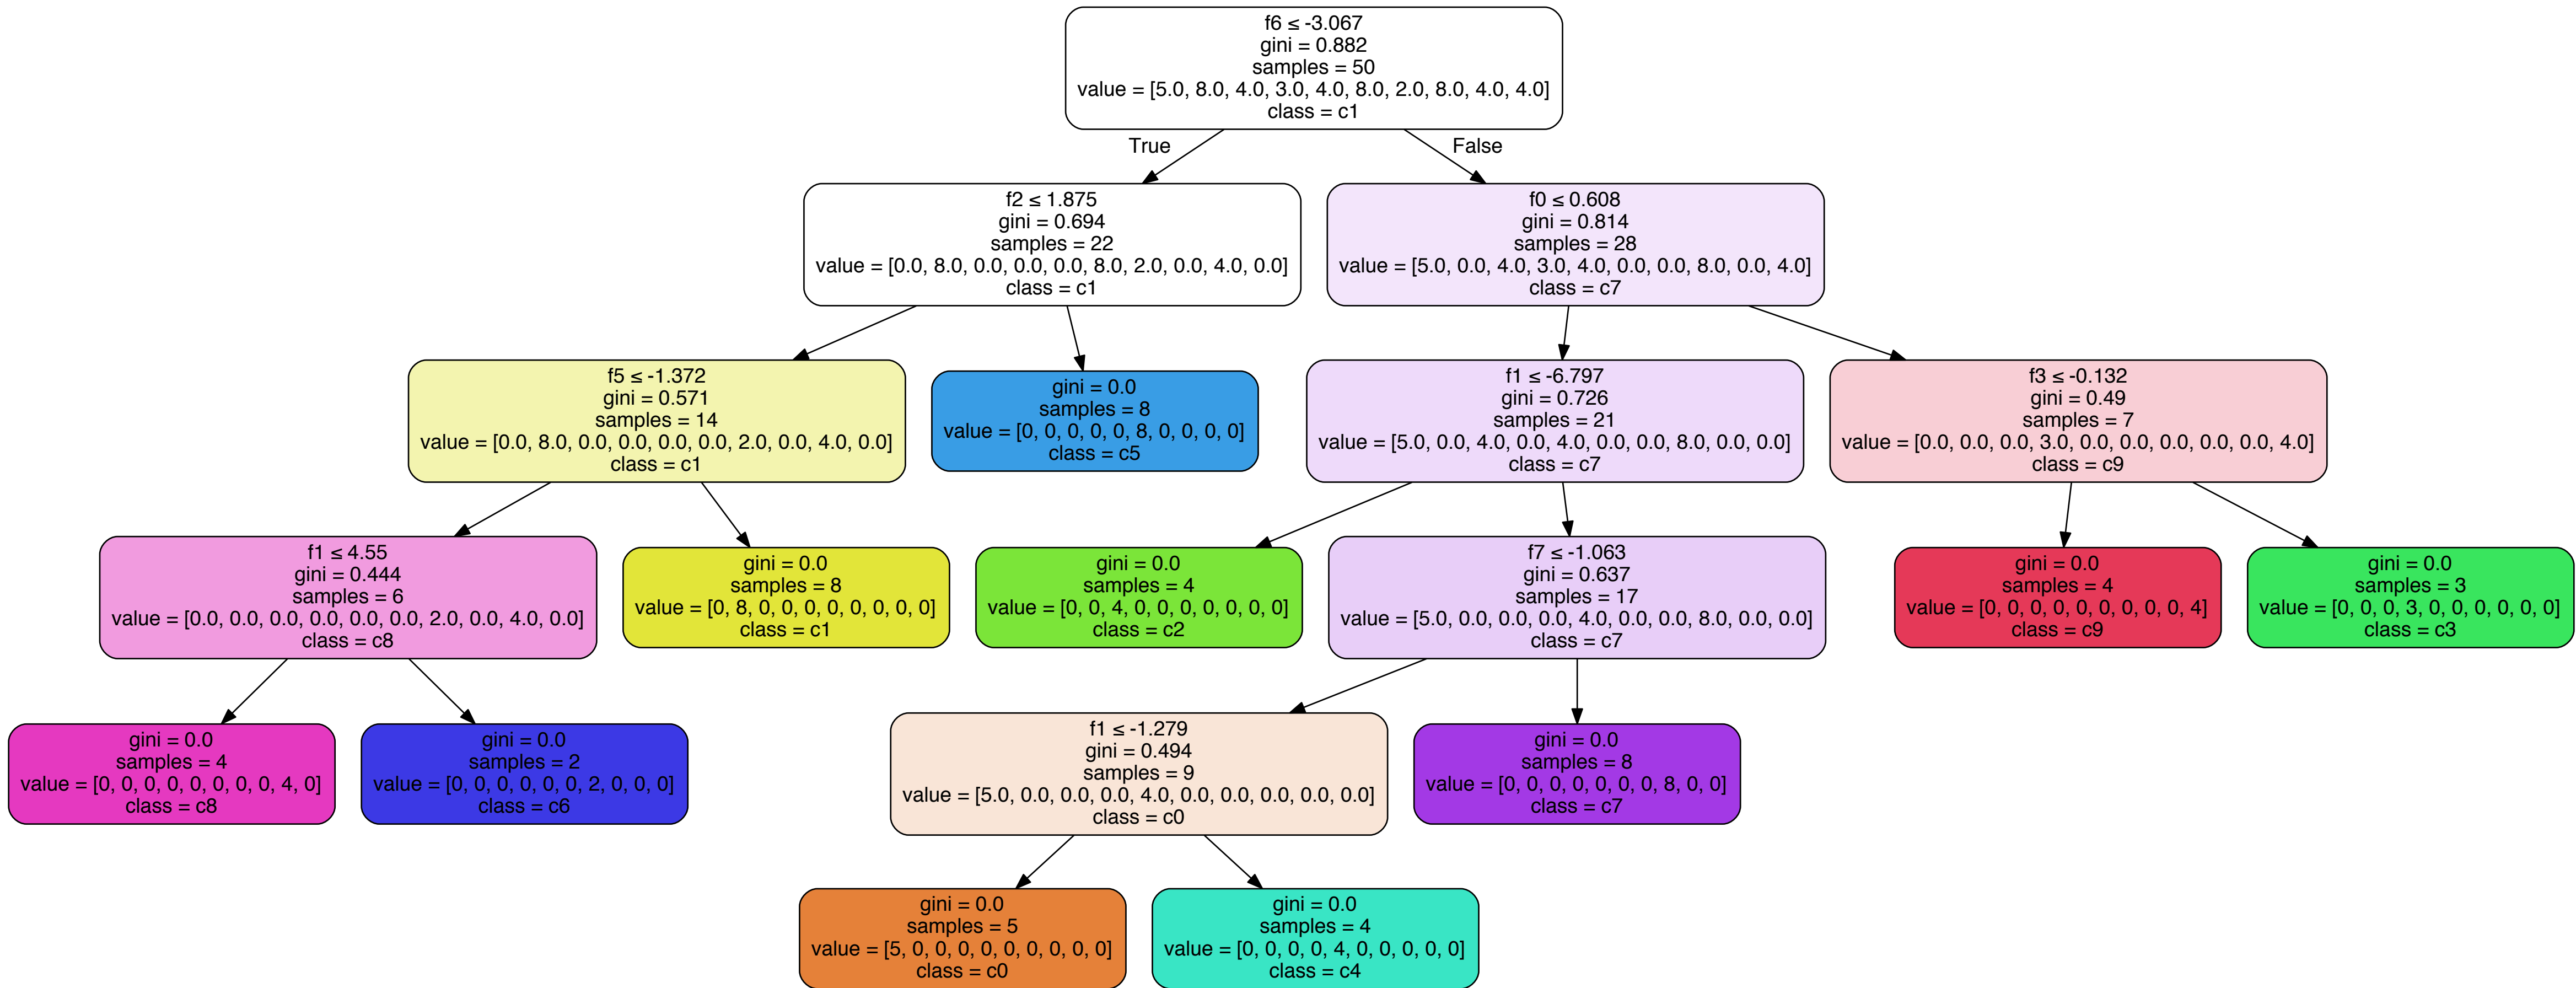 f6 ≤ -3.067
gini = 0.882
samples = 50
value = [5.0, 8.0, 4.0, 3.0, 4.0, 8.0, 2.0, 8.0, 4.0, 4.0]
class = c1
True
False
f2 ≤ 1.875
gini = 0.694
samples = 22
value = [0.0, 8.0, 0.0, 0.0, 0.0, 8.0, 2.0, 0.0, 4.0, 0.0]
class = c1
f0 ≤ 0.608
gini = 0.814
samples = 28
value = [5.0, 0.0, 4.0, 3.0, 4.0, 0.0, 0.0, 8.0, 0.0, 4.0]
class = c7
f5 ≤ -1.372
gini = 0.571
samples = 14
value = [0.0, 8.0, 0.0, 0.0, 0.0, 0.0, 2.0, 0.0, 4.0, 0.0]
class = c1
gini = 0.0
samples = 8
value = [0, 0, 0, 0, 0, 8, 0, 0, 0, 0]
class = c5
f1 ≤ -6.797
gini = 0.726
samples = 21
value = [5.0, 0.0, 4.0, 0.0, 4.0, 0.0, 0.0, 8.0, 0.0, 0.0]
class = c7
f3 ≤ -0.132
gini = 0.49
samples = 7
value = [0.0, 0.0, 0.0, 3.0, 0.0, 0.0, 0.0, 0.0, 0.0, 4.0]
class = c9
f1 ≤ 4.55
gini = 0.444
samples = 6
value = [0.0, 0.0, 0.0, 0.0, 0.0, 0.0, 2.0, 0.0, 4.0, 0.0]
class = c8
gini = 0.0
samples = 8
value = [0, 8, 0, 0, 0, 0, 0, 0, 0, 0]
class = c1
gini = 0.0
samples = 4
value = [0, 0, 4, 0, 0, 0, 0, 0, 0, 0]
class = c2
f7 ≤ -1.063
gini = 0.637
samples = 17
value = [5.0, 0.0, 0.0, 0.0, 4.0, 0.0, 0.0, 8.0, 0.0, 0.0]
class = c7
gini = 0.0
samples = 4
value = [0, 0, 0, 0, 0, 0, 0, 0, 0, 4]
class = c9
gini = 0.0
samples = 3
value = [0, 0, 0, 3, 0, 0, 0, 0, 0, 0]
class = c3
gini = 0.0
samples = 4
value = [0, 0, 0, 0, 0, 0, 0, 0, 4, 0]
class = c8
gini = 0.0
samples = 2
value = [0, 0, 0, 0, 0, 0, 2, 0, 0, 0]
class = c6
f1 ≤ -1.279
gini = 0.494
samples = 9
value = [5.0, 0.0, 0.0, 0.0, 4.0, 0.0, 0.0, 0.0, 0.0, 0.0]
class = c0
gini = 0.0
samples = 8
value = [0, 0, 0, 0, 0, 0, 0, 8, 0, 0]
class = c7
gini = 0.0
samples = 5
value = [5, 0, 0, 0, 0, 0, 0, 0, 0, 0]
class = c0
gini = 0.0
samples = 4
value = [0, 0, 0, 0, 4, 0, 0, 0, 0, 0]
class = c4